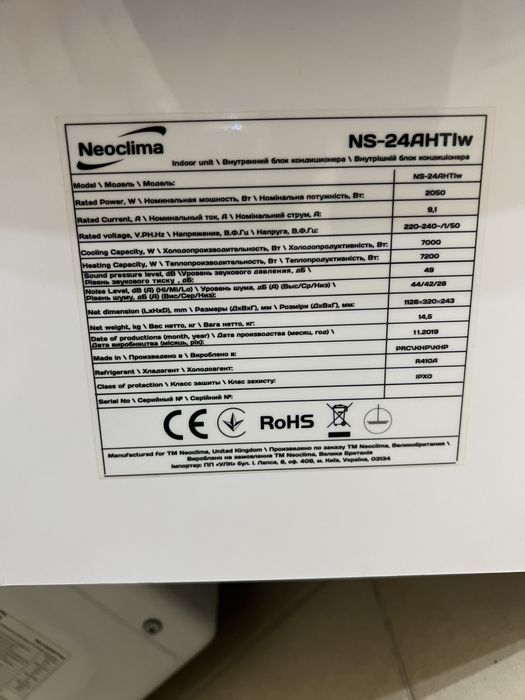 Neoclima
NS-24AHTIw
Indoor unit \ Внутренний блок кондиционера \ Внутрішній блок кондиціонера
Model \ Модель \ Модель: NS-24AHTIw
Rated Power, W \ Номинальная мощность, Вт \ Номінальна потужність, Вт: 2050
Rated Current, A \ Номинальный ток, А \ Номінальний струм, А: 9,1
Rated voltage, V.PH.Hz \ Напряжение, В.Ф.Гц \ Напруга, В.Ф.Гц: 220-240~/1/50
Cooling Capacity, W \ Холодопроизводительность, Вт \ Холодопродуктивність, Вт: 7000
Heating Capacity, W \ Теплопроизводительность, Вт \ Теплопродуктивність, Вт: 7200
Sound pressure level, dB \Уровень звукового давления, дБ \
Рівень звукового тиску , дБ: 49
Noise Level, dB (A) (Hi/Mi/Lo) \ Уровень шума, дБ (А) (Выс/Ср/Низ) \
Рівень шуму, дБ (А) (Вис/Сер/Низ): 44/42/26
Net dimension (LxHxD), mm \ Размеры (ДхВхГ), мм \ Розміри (ДхВхГ), мм: 1128×320×243
Net weight, kg \ Вес нетто, кг \ Вага нетто, кг: 14,5
Date of productions (month, year) \ Дата производства (месяц, год) \
Дата виробництва (місяць, рік): 11.2019
Made in \ Произведено в \ Вироблено в: PRC\КНР\КНР
Refrigerant \ Хладагент \ Холодоагент: R410A
Class of protection \ Класс защиты \ Клас захисту: IPX0
Serial No \ Серийный № \ Серійний №:
CE RoHS
Manufactured for TM Neoclima, United Kingdom \ Произведено по заказу ТМ Neoclima, Великобритания \
Вироблено на замовлення ТМ Neoclima, Велика Британія
Імпортер: ПП «УЛК» бул. І. Лепсе, 8, оф. 409, м. Київ, Україна, 03134